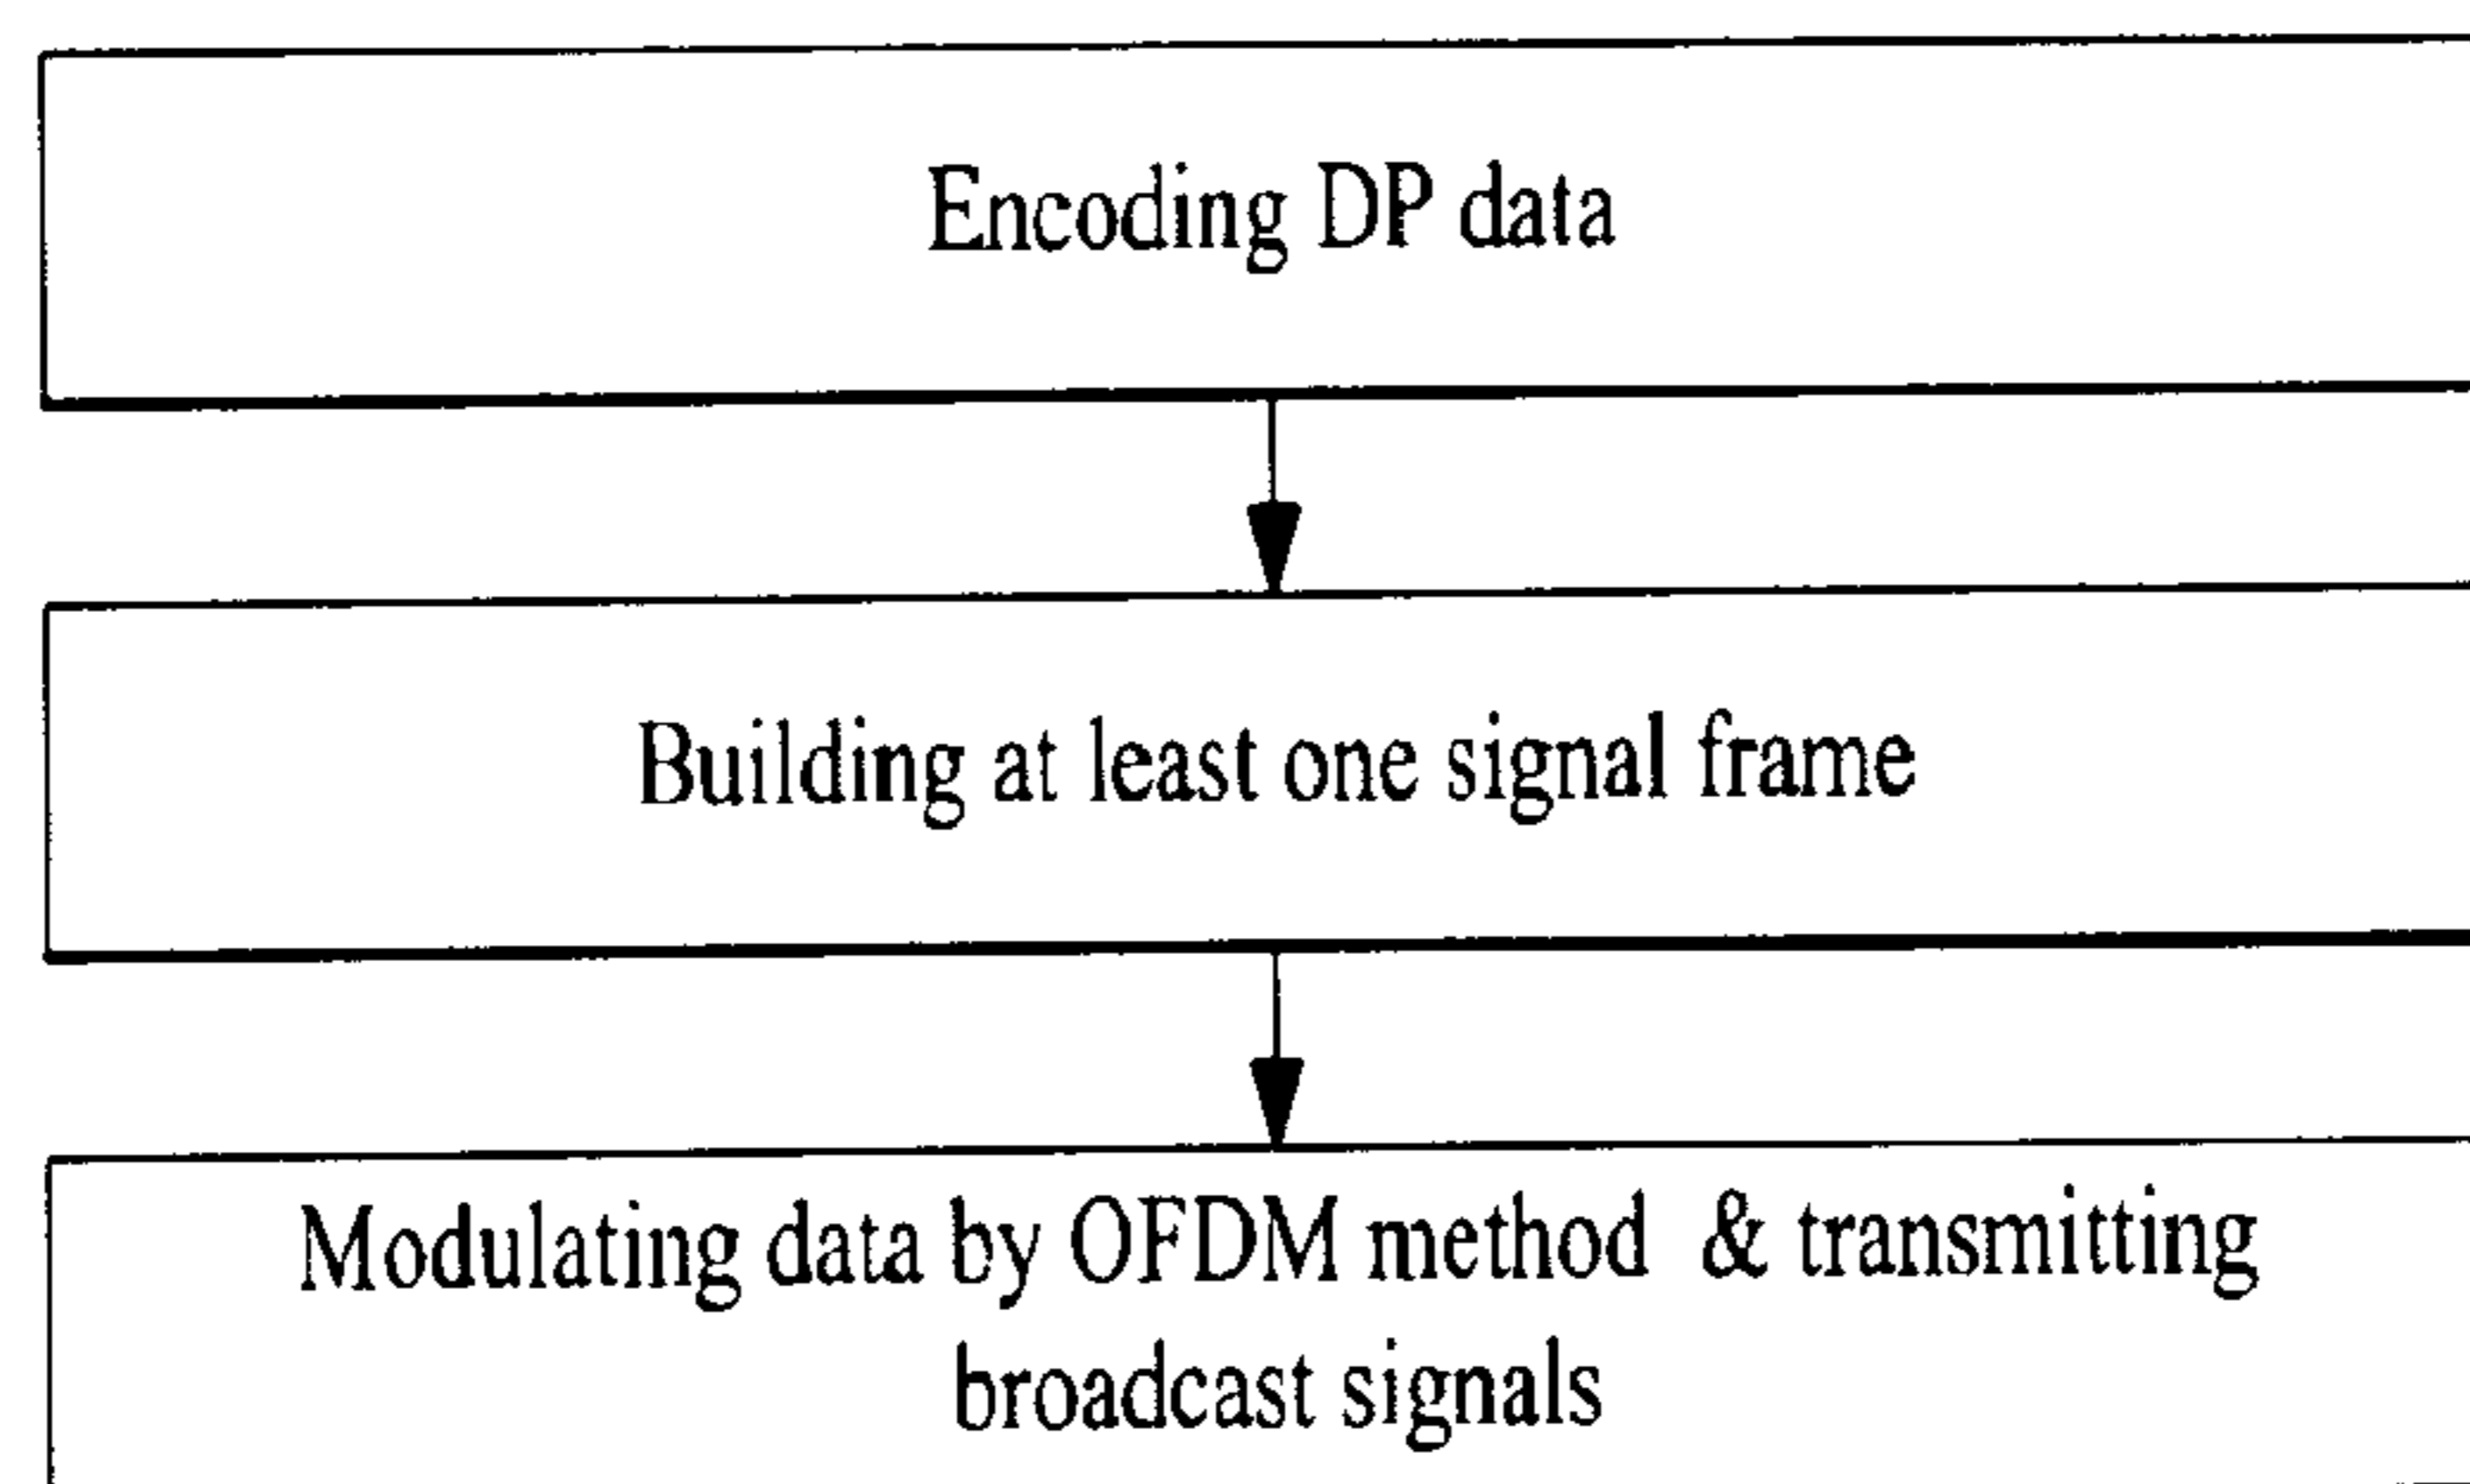 Encoding DP data
Building at least one signal frame
Modulating data by OFDM method & transmitting
broadcast signals